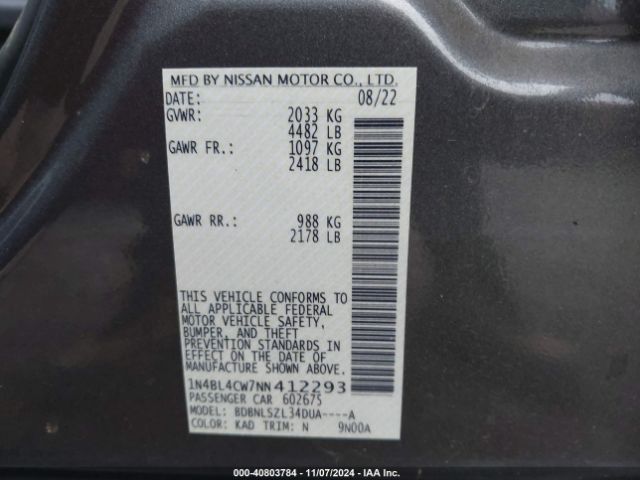 MFD BY NISSAN MOTOR CO., LTD.
DATE: 08/22
GVWR: 2033 KG
4482 LB
GAWR FR.: 1097 KG
2418 LB
GAWR RR.: 988 KG
2178 LB
THIS VEHICLE CONFORMS TO
ALL APPLICABLE FEDERAL
MOTOR VEHICLE SAFETY,
BUMPER, AND THEFT
PREVENTION STANDARDS IN
EFFECT ON THE DATE OF
MANUFACTURE SHOWN ABOVE.
1N4BL4CW7NN412293
PASSENGER CAR 602675
MODEL: BDBNLSZL34DUA----A
COLOR: KAD TRIM: N 9N00A
000-40803784 — 11/07/2024 — IAA Inc.